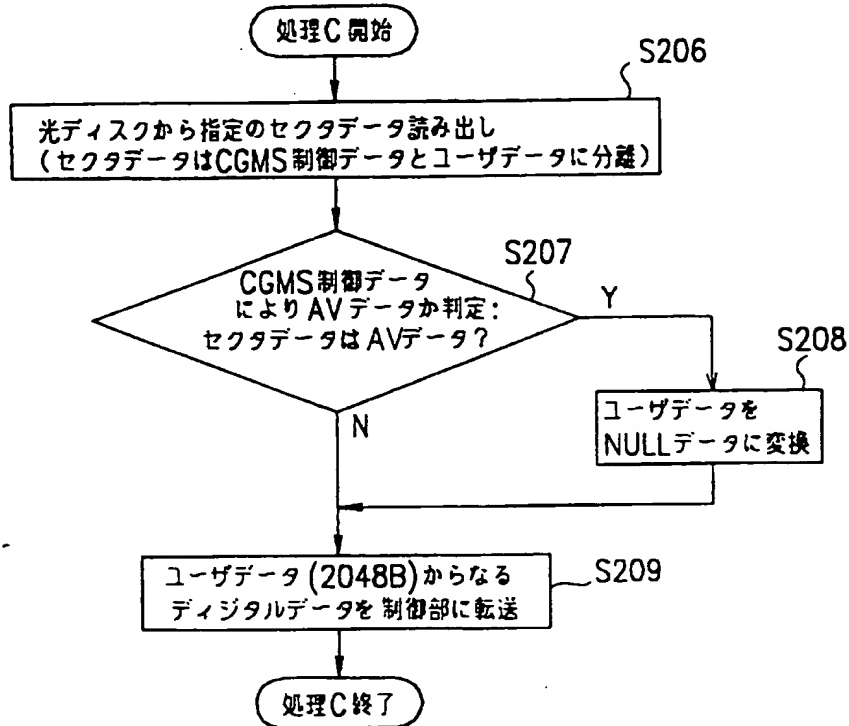 処理C開始
S206
光ディスクから指定のセクタデータ読み出し
(セクタデータはCGMS制御データとユーザデータに分離)
S207
CGMS制御データ
によりAVデータか判定:
セクタデータはAVデータ?
Y
S208
ユーザデータを
NULLデータに変換
N
ユーザデータ(2048B)からなる
ディジタルデータを制御部に転送
S209
処理C終了